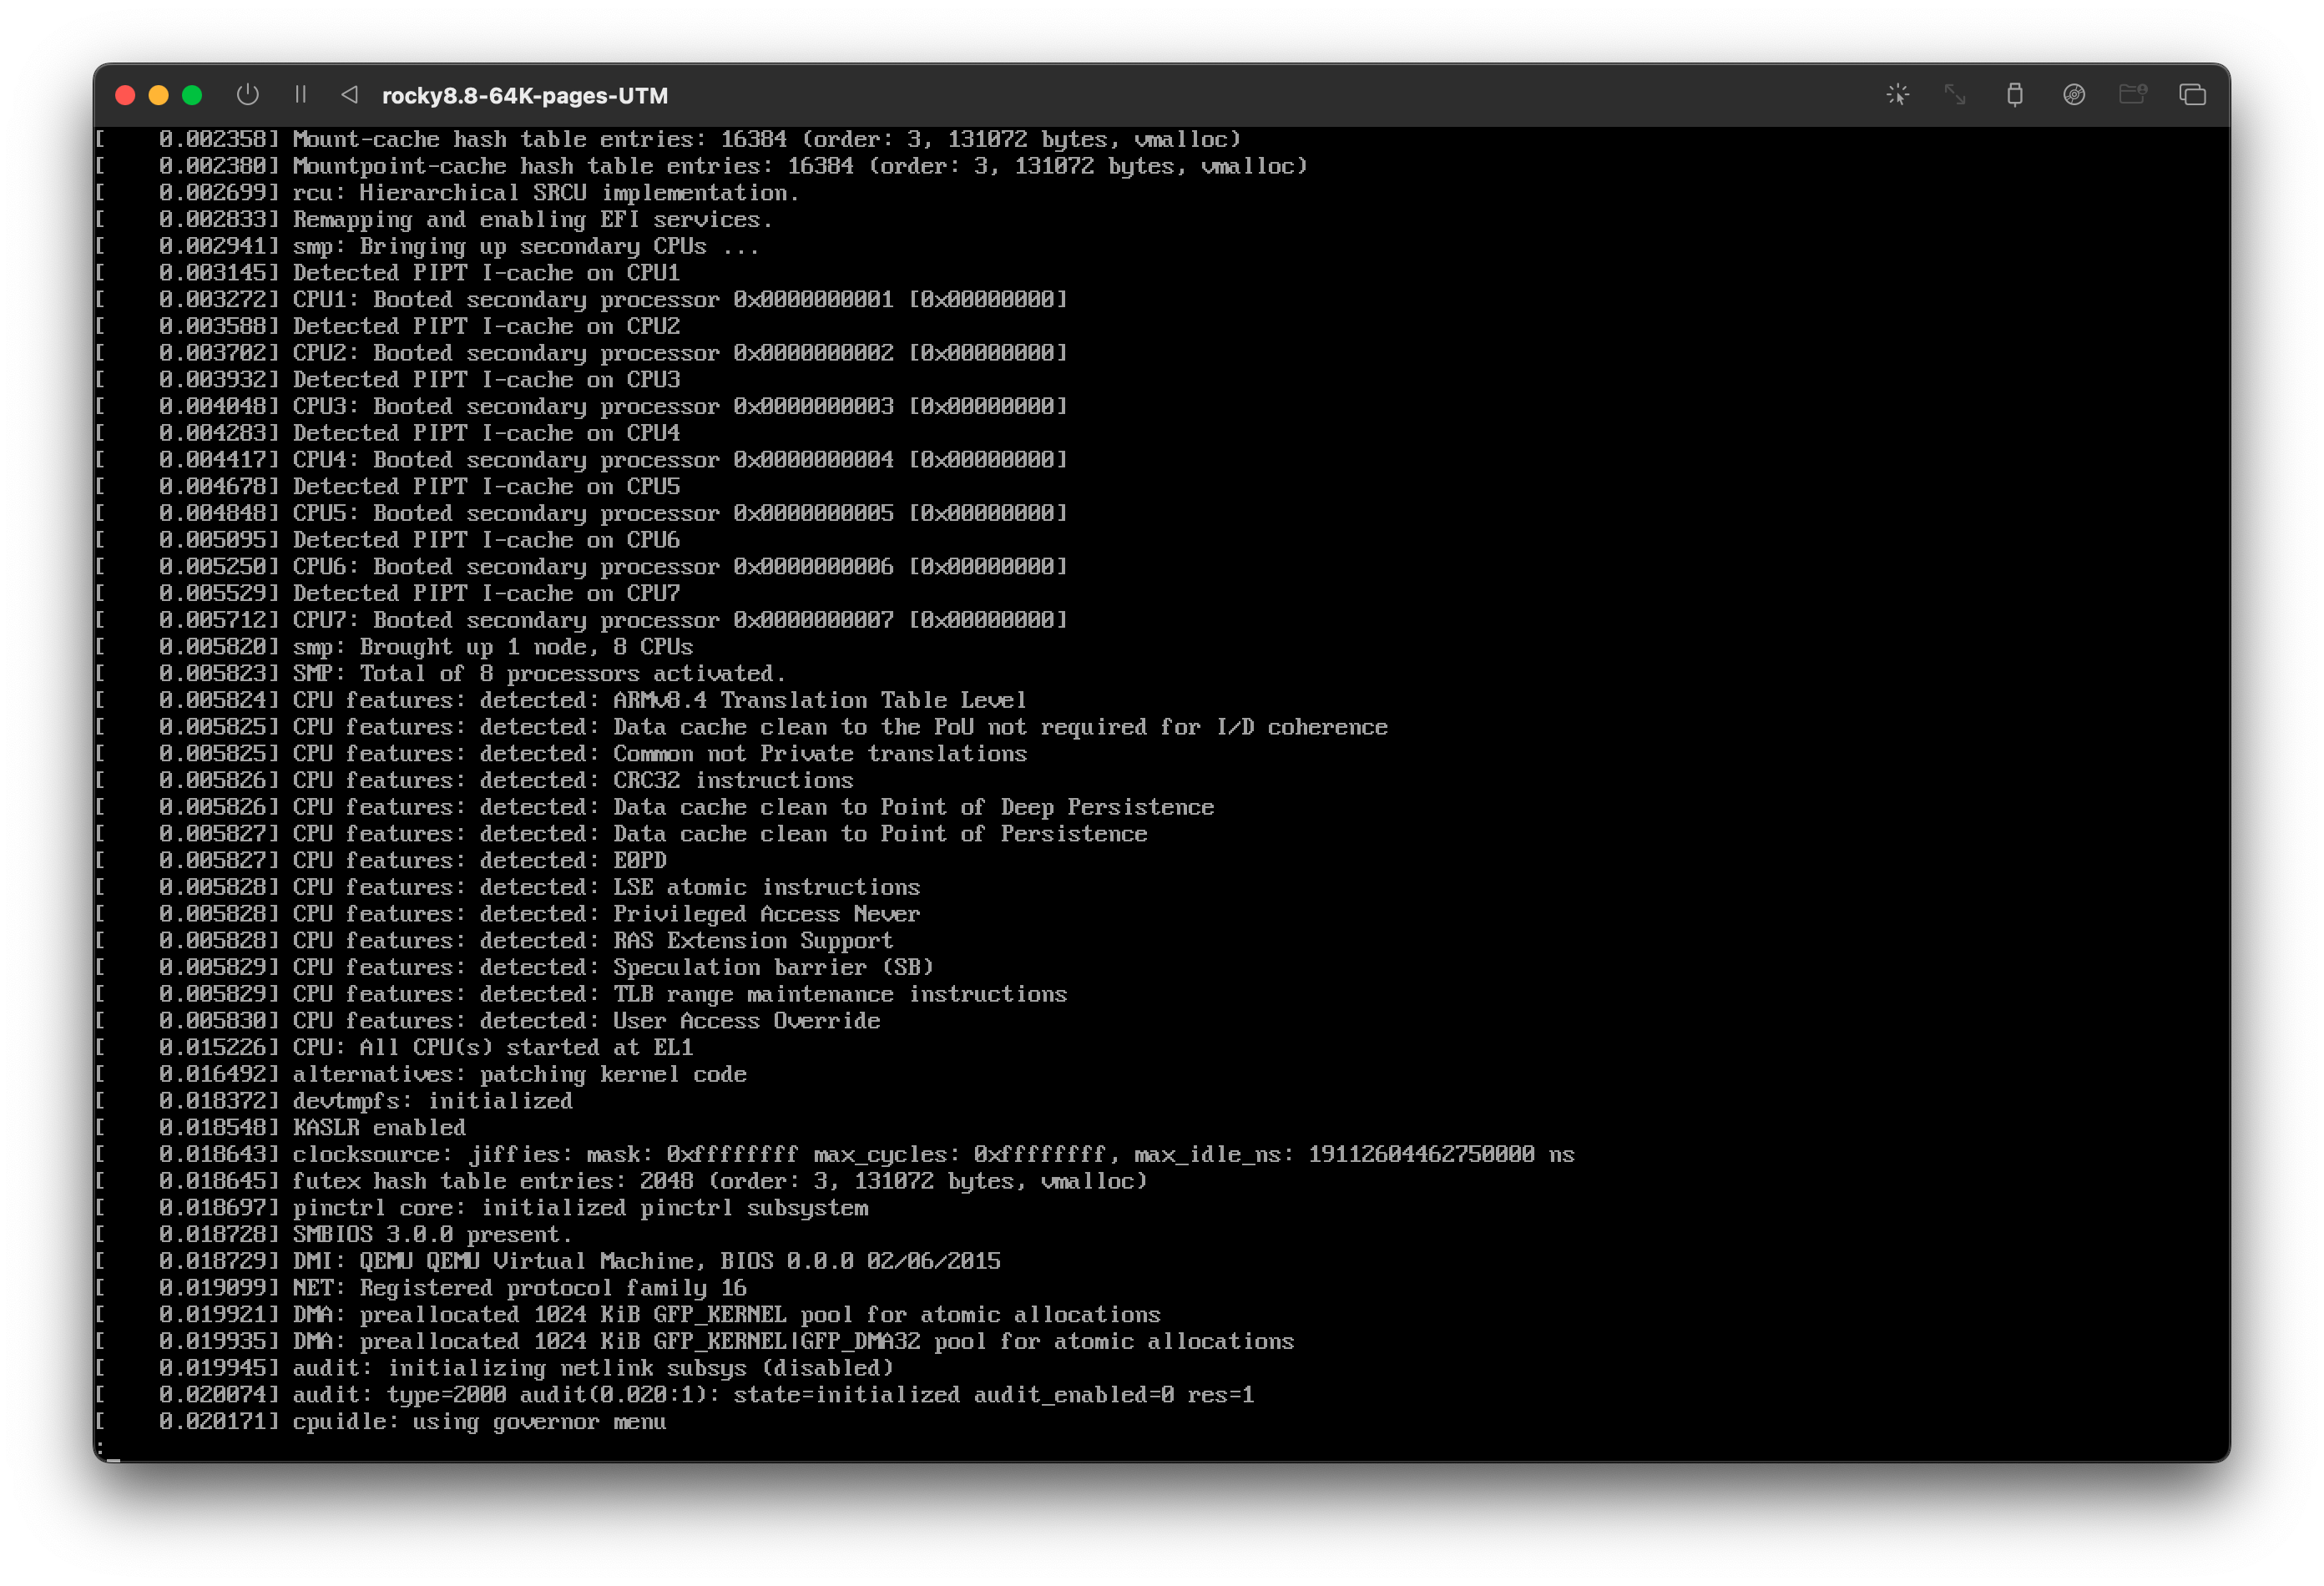 rocky8.8-64K-pages-UTM
[    0.002358] Mount-cache hash table entries: 16384 (order: 3, 131072 bytes, vmalloc)
[    0.002380] Mountpoint-cache hash table entries: 16384 (order: 3, 131072 bytes, vmalloc)
[    0.002699] rcu: Hierarchical SRCU implementation.
[    0.002833] Remapping and enabling EFI services.
[    0.002941] smp: Bringing up secondary CPUs ...
[    0.003145] Detected PIPT I-cache on CPU1
[    0.003272] CPU1: Booted secondary processor 0x0000000001 [0x00000000]
[    0.003588] Detected PIPT I-cache on CPU2
[    0.003702] CPU2: Booted secondary processor 0x0000000002 [0x00000000]
[    0.003932] Detected PIPT I-cache on CPU3
[    0.004048] CPU3: Booted secondary processor 0x0000000003 [0x00000000]
[    0.004283] Detected PIPT I-cache on CPU4
[    0.004417] CPU4: Booted secondary processor 0x0000000004 [0x00000000]
[    0.004678] Detected PIPT I-cache on CPU5
[    0.004848] CPU5: Booted secondary processor 0x0000000005 [0x00000000]
[    0.005095] Detected PIPT I-cache on CPU6
[    0.005250] CPU6: Booted secondary processor 0x0000000006 [0x00000000]
[    0.005529] Detected PIPT I-cache on CPU7
[    0.005712] CPU7: Booted secondary processor 0x0000000007 [0x00000000]
[    0.005820] smp: Brought up 1 node, 8 CPUs
[    0.005823] SMP: Total of 8 processors activated.
[    0.005824] CPU features: detected: ARMv8.4 Translation Table Level
[    0.005825] CPU features: detected: Data cache clean to the PoU not required for I/D coherence
[    0.005825] CPU features: detected: Common not Private translations
[    0.005826] CPU features: detected: CRC32 instructions
[    0.005826] CPU features: detected: Data cache clean to Point of Deep Persistence
[    0.005827] CPU features: detected: Data cache clean to Point of Persistence
[    0.005827] CPU features: detected: E0PD
[    0.005828] CPU features: detected: LSE atomic instructions
[    0.005828] CPU features: detected: Privileged Access Never
[    0.005828] CPU features: detected: RAS Extension Support
[    0.005829] CPU features: detected: Speculation barrier (SB)
[    0.005829] CPU features: detected: TLB range maintenance instructions
[    0.005830] CPU features: detected: User Access Override
[    0.015226] CPU: All CPU(s) started at EL1
[    0.016492] alternatives: patching kernel code
[    0.018372] devtmpfs: initialized
[    0.018548] KASLR enabled
[    0.018643] clocksource: jiffies: mask: 0xffffffff max_cycles: 0xffffffff, max_idle_ns: 19112604462750000 ns
[    0.018645] futex hash table entries: 2048 (order: 3, 131072 bytes, vmalloc)
[    0.018697] pinctrl core: initialized pinctrl subsystem
[    0.018728] SMBIOS 3.0.0 present.
[    0.018729] DMI: QEMU QEMU Virtual Machine, BIOS 0.0.0 02/06/2015
[    0.019099] NET: Registered protocol family 16
[    0.019921] DMA: preallocated 1024 KiB GFP_KERNEL pool for atomic allocations
[    0.019935] DMA: preallocated 1024 KiB GFP_KERNEL|GFP_DMA32 pool for atomic allocations
[    0.019945] audit: initializing netlink subsys (disabled)
[    0.020074] audit: type=2000 audit(0.020:1): state=initialized audit_enabled=0 res=1
[    0.020171] cpuidle: using governor menu
: